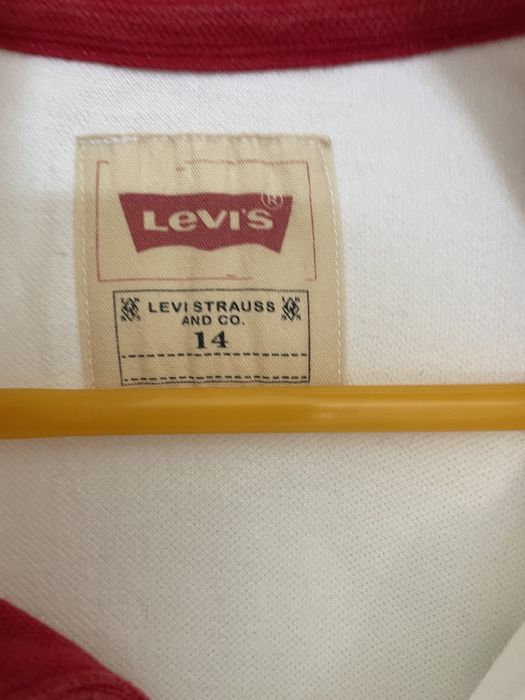 LEVI'S ®
LEVI STRAUSS
AND CO.
14